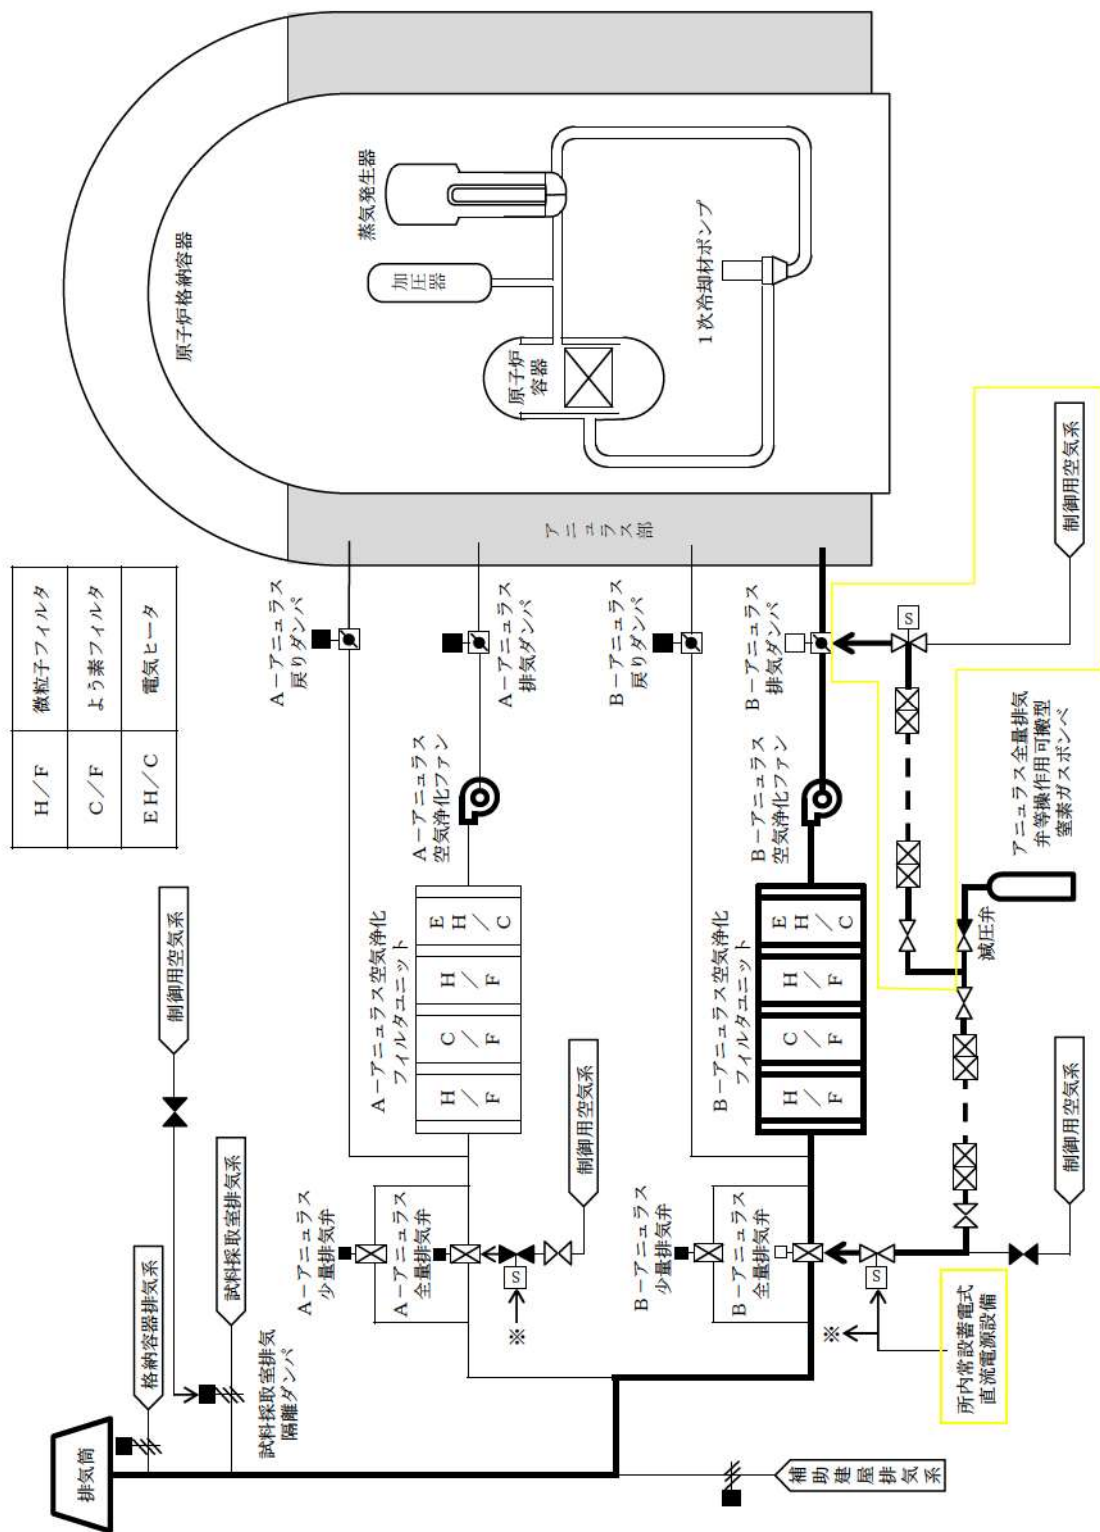 原子炉格納容器
蒸気発生器
加圧器
原子炉
容器
1次冷却材ポンプ
アニュラス部
H/F
微粒子フィルタ
C/F
よう素フィルタ
EH/C
電気ヒータ
A-アニュラス
戻りダンパ
A-アニュラス
排気ダンパ
B-アニュラス
戻りダンパ
B-アニュラス
排気ダンパ
S
制御用空気系
A-アニュラス
空気浄化ファン
B-アニュラス
空気浄化ファン
アニュラス全量排気
弁等操作用可搬型
窒素ガスボンベ
減圧弁
A-アニュラス空気浄化
フィルタユニット
H/F
C/F
H/F
EH/C
B-アニュラス空気浄化
フィルタユニット
H/F
C/F
H/F
EH/C
制御用空気系
試料採取室排気系
格納容器排気系
試料採取室排気
隔離ダンパ
排気筒
A-アニュラス
少量排気弁
A-アニュラス
全量排気弁
S
※
制御用空気系
B-アニュラス
少量排気弁
B-アニュラス
全量排気弁
S
※
制御用空気系
所内常設蓄電式
直流電源設備
補助建屋排気系